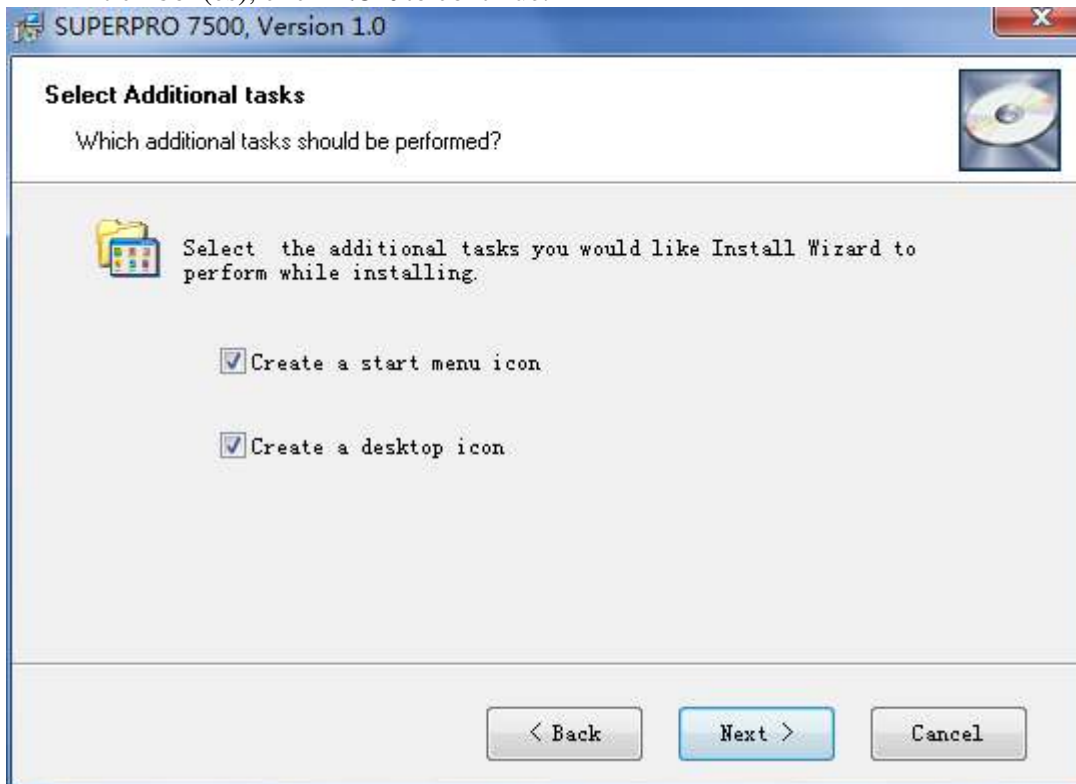 SUPERPRO 7500, Version 1.0
Select Additional tasks
Which additional tasks should be performed?
Select the additional tasks you would like Install Wizard to
perform while installing.
Create a start menu icon
Create a desktop icon
< Back
Next >
Cancel